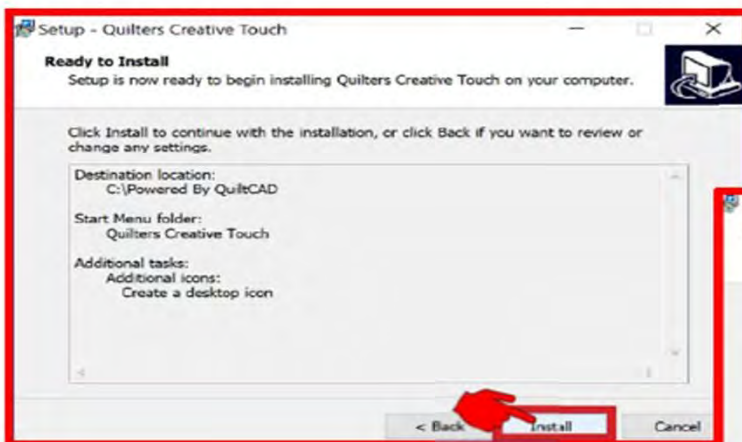 Setup - Quilters Creative Touch
Ready to Install
Setup is now ready to begin installing Quilters Creative Touch on your computer.
Click Install to continue with the installation, or click Back if you want to review or
change any settings.
Destination location:
C:\Powered By QuiltCAD
Start Menu folder:
Quilters Creative Touch
Additional tasks:
Additional icons:
Create a desktop icon
< Back
Install
Cancel